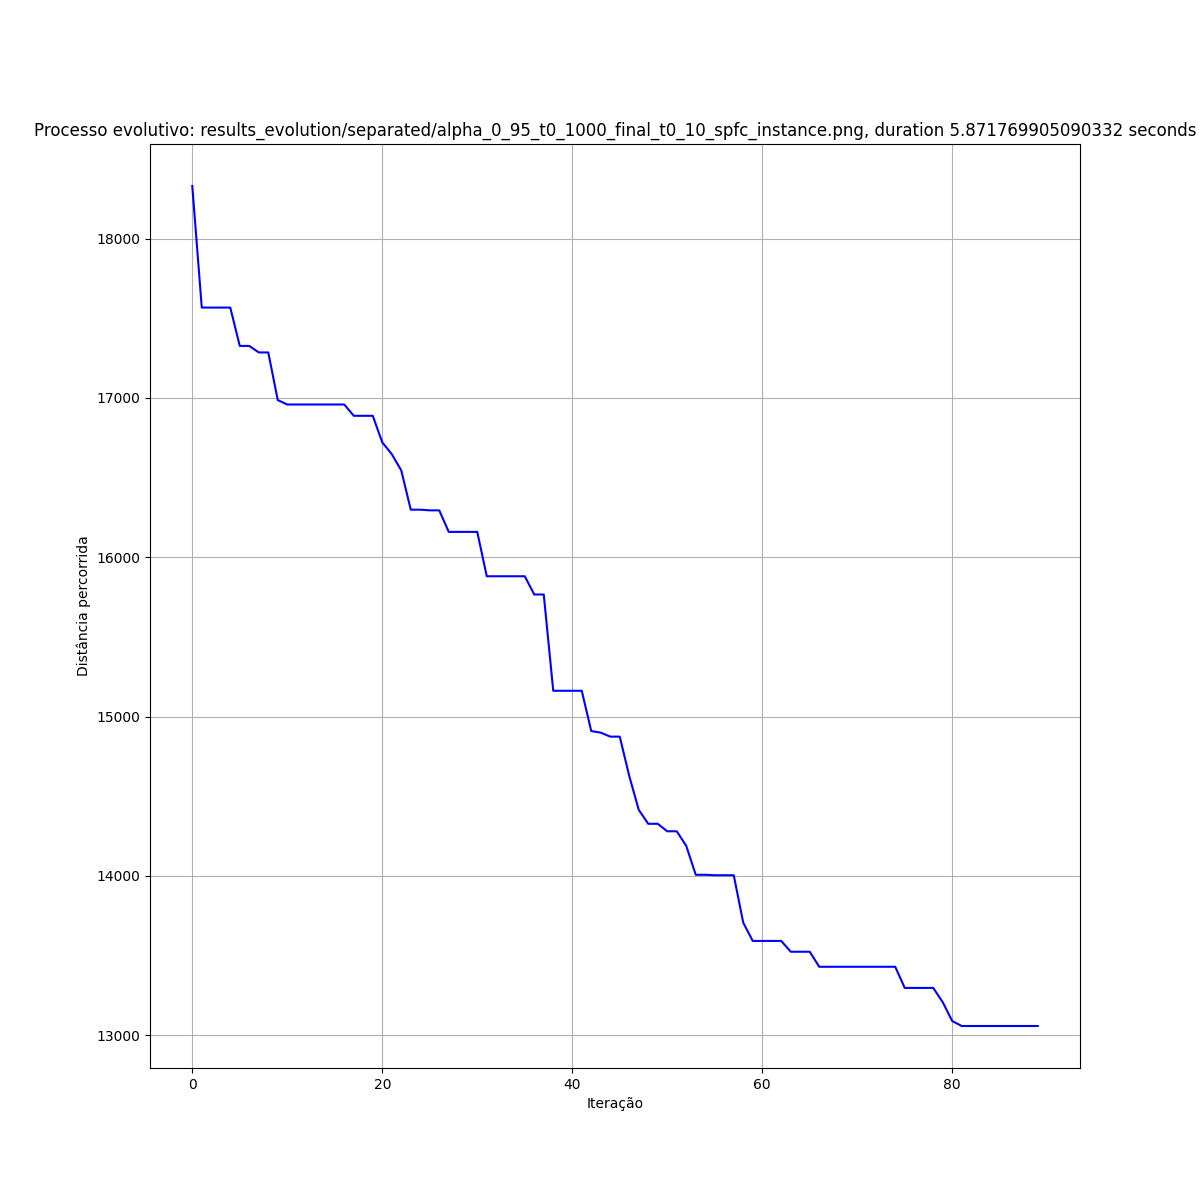 Processo evolutivo: results_evolution/separated/alpha_0_95_t0_1000_final_t0_10_spfc_instance.png, duration 5.871769905090332 seconds
18000
17000
16000
15000
14000
13000
Distância percorrida
0 20 40 60 80
Iteração